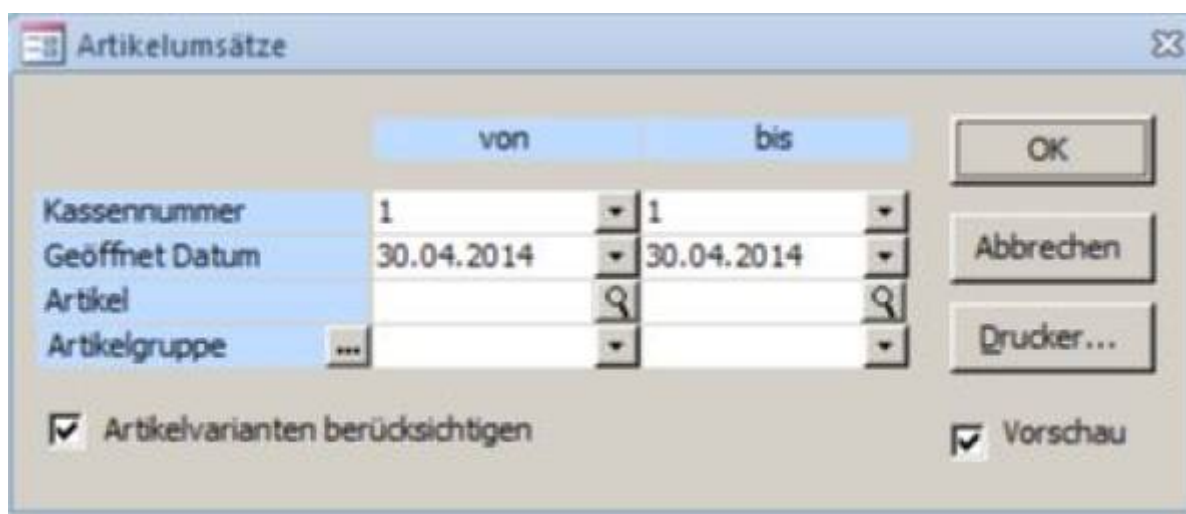 Artikelumsätze
von bis
OK
Kassennummer 1 1
Geöffnet Datum 30.04.2014 30.04.2014
Abbrechen
Artikel
Artikelgruppe ...
Drucker...
Artikelvarianten berücksichtigen
Vorschau